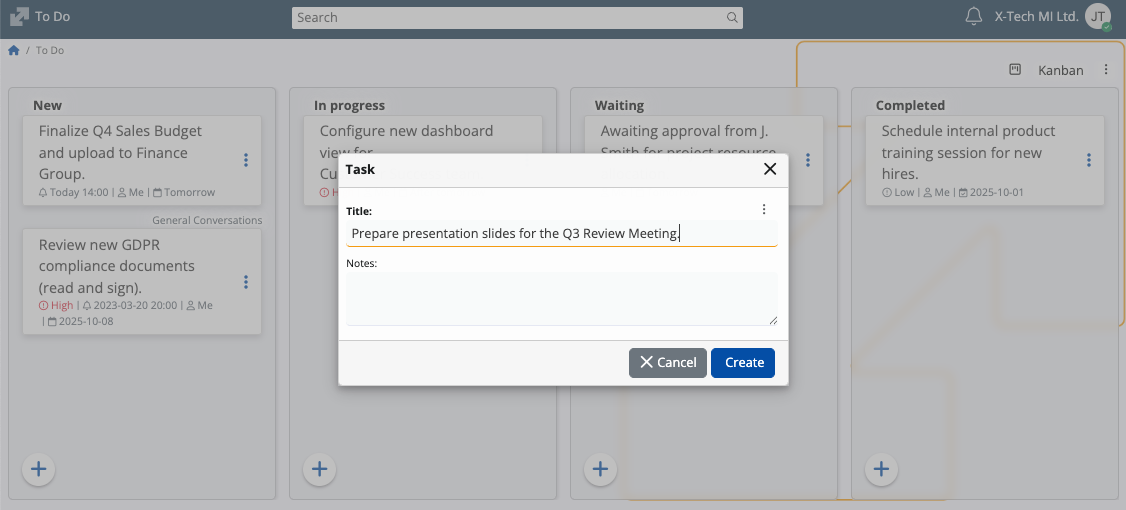 To Do
Search
X-Tech MI Ltd.
JT
/ To Do
Kanban
New
Finalize Q4 Sales Budget
and upload to Finance
Group.
Today 14:00 | Me | Tomorrow
General Conversations
Review new GDPR
compliance documents
(read and sign).
High | 2023-03-20 20:00 | Me
| 2025-10-08
In progress
Configure new dashboard
view for
Cu
H
Waiting
Awaiting approval from J.
Smith for project resource
Completed
Schedule internal product
training session for new
hires.
Low | Me | 2025-10-01
Task
Title:
Prepare presentation slides for the Q3 Review Meeting.
Notes:
Cancel
Create